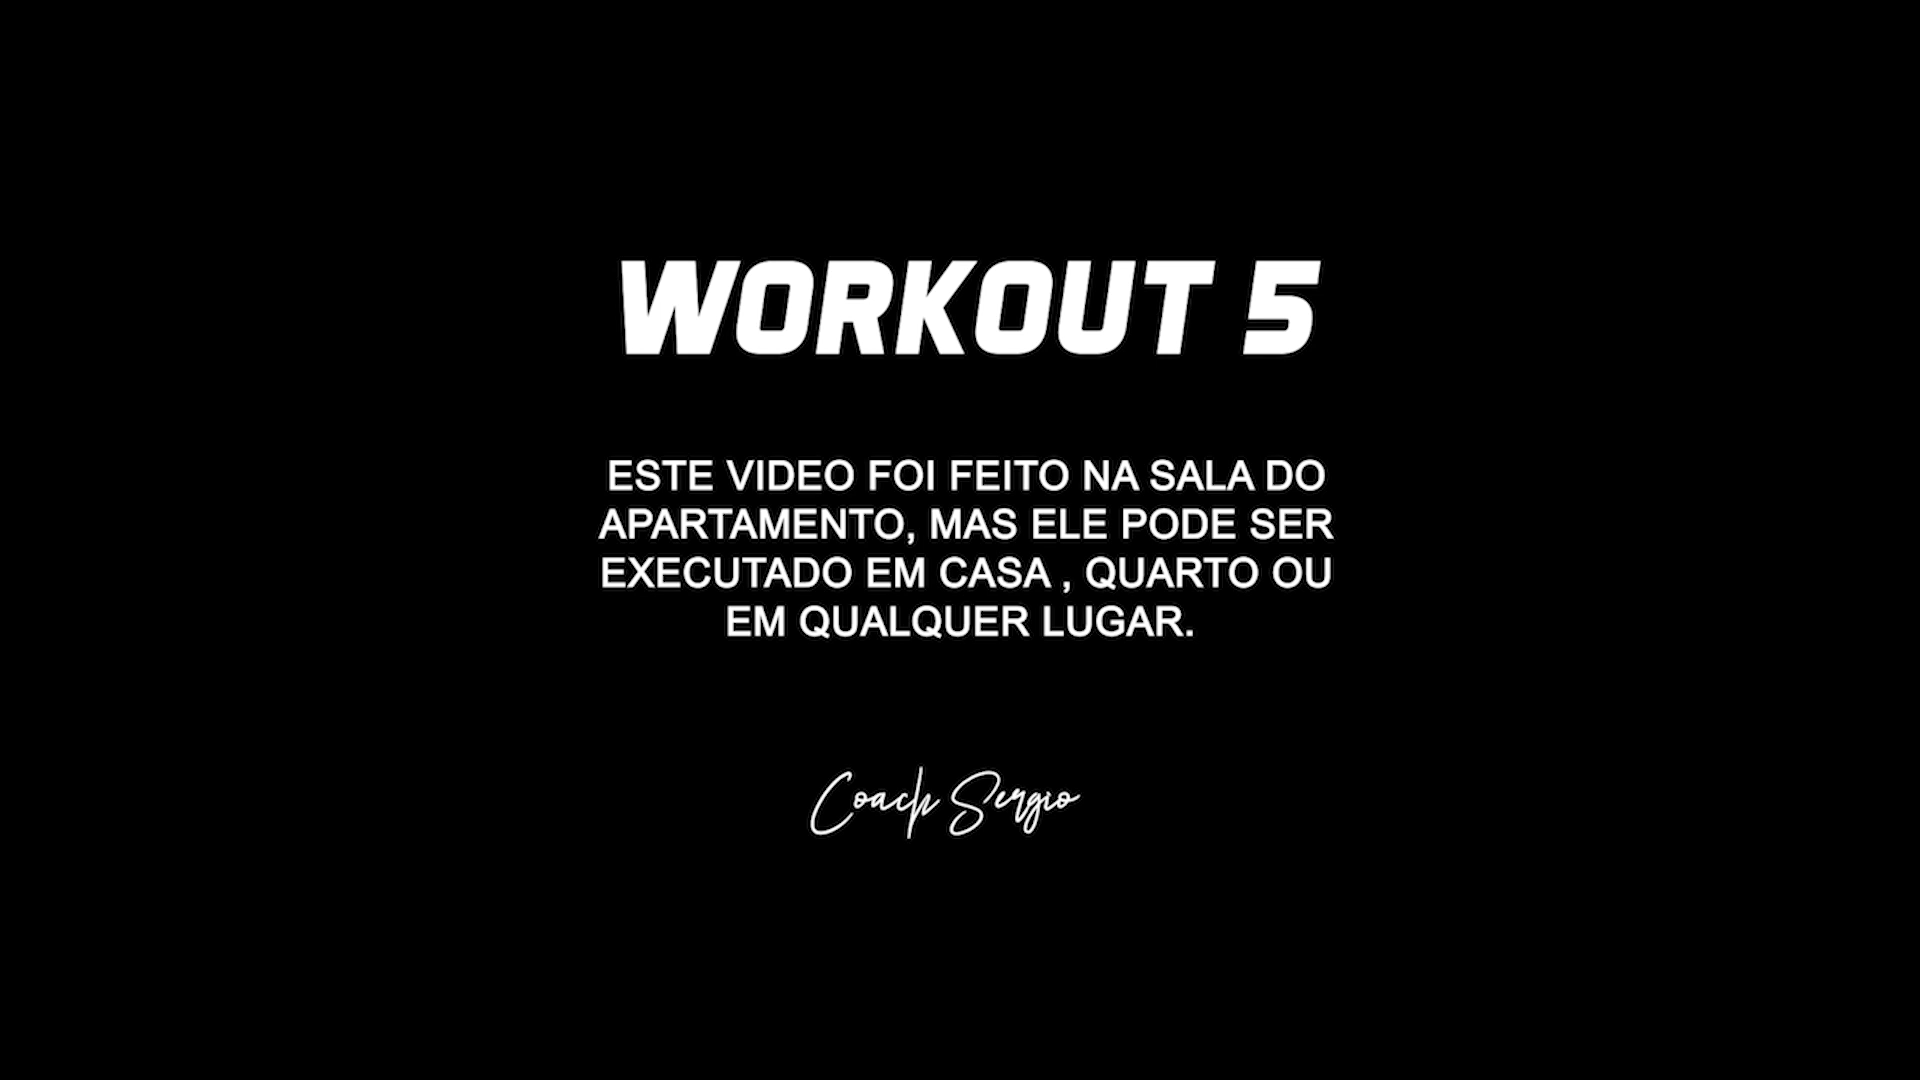 WORKOUT 5
ESTE VIDEO FOI FEITO NA SALA DO
APARTAMENTO, MAS ELE PODE SER
EXECUTADO EM CASA , QUARTO OU
EM QUALQUER LUGAR.
Coach Sergio